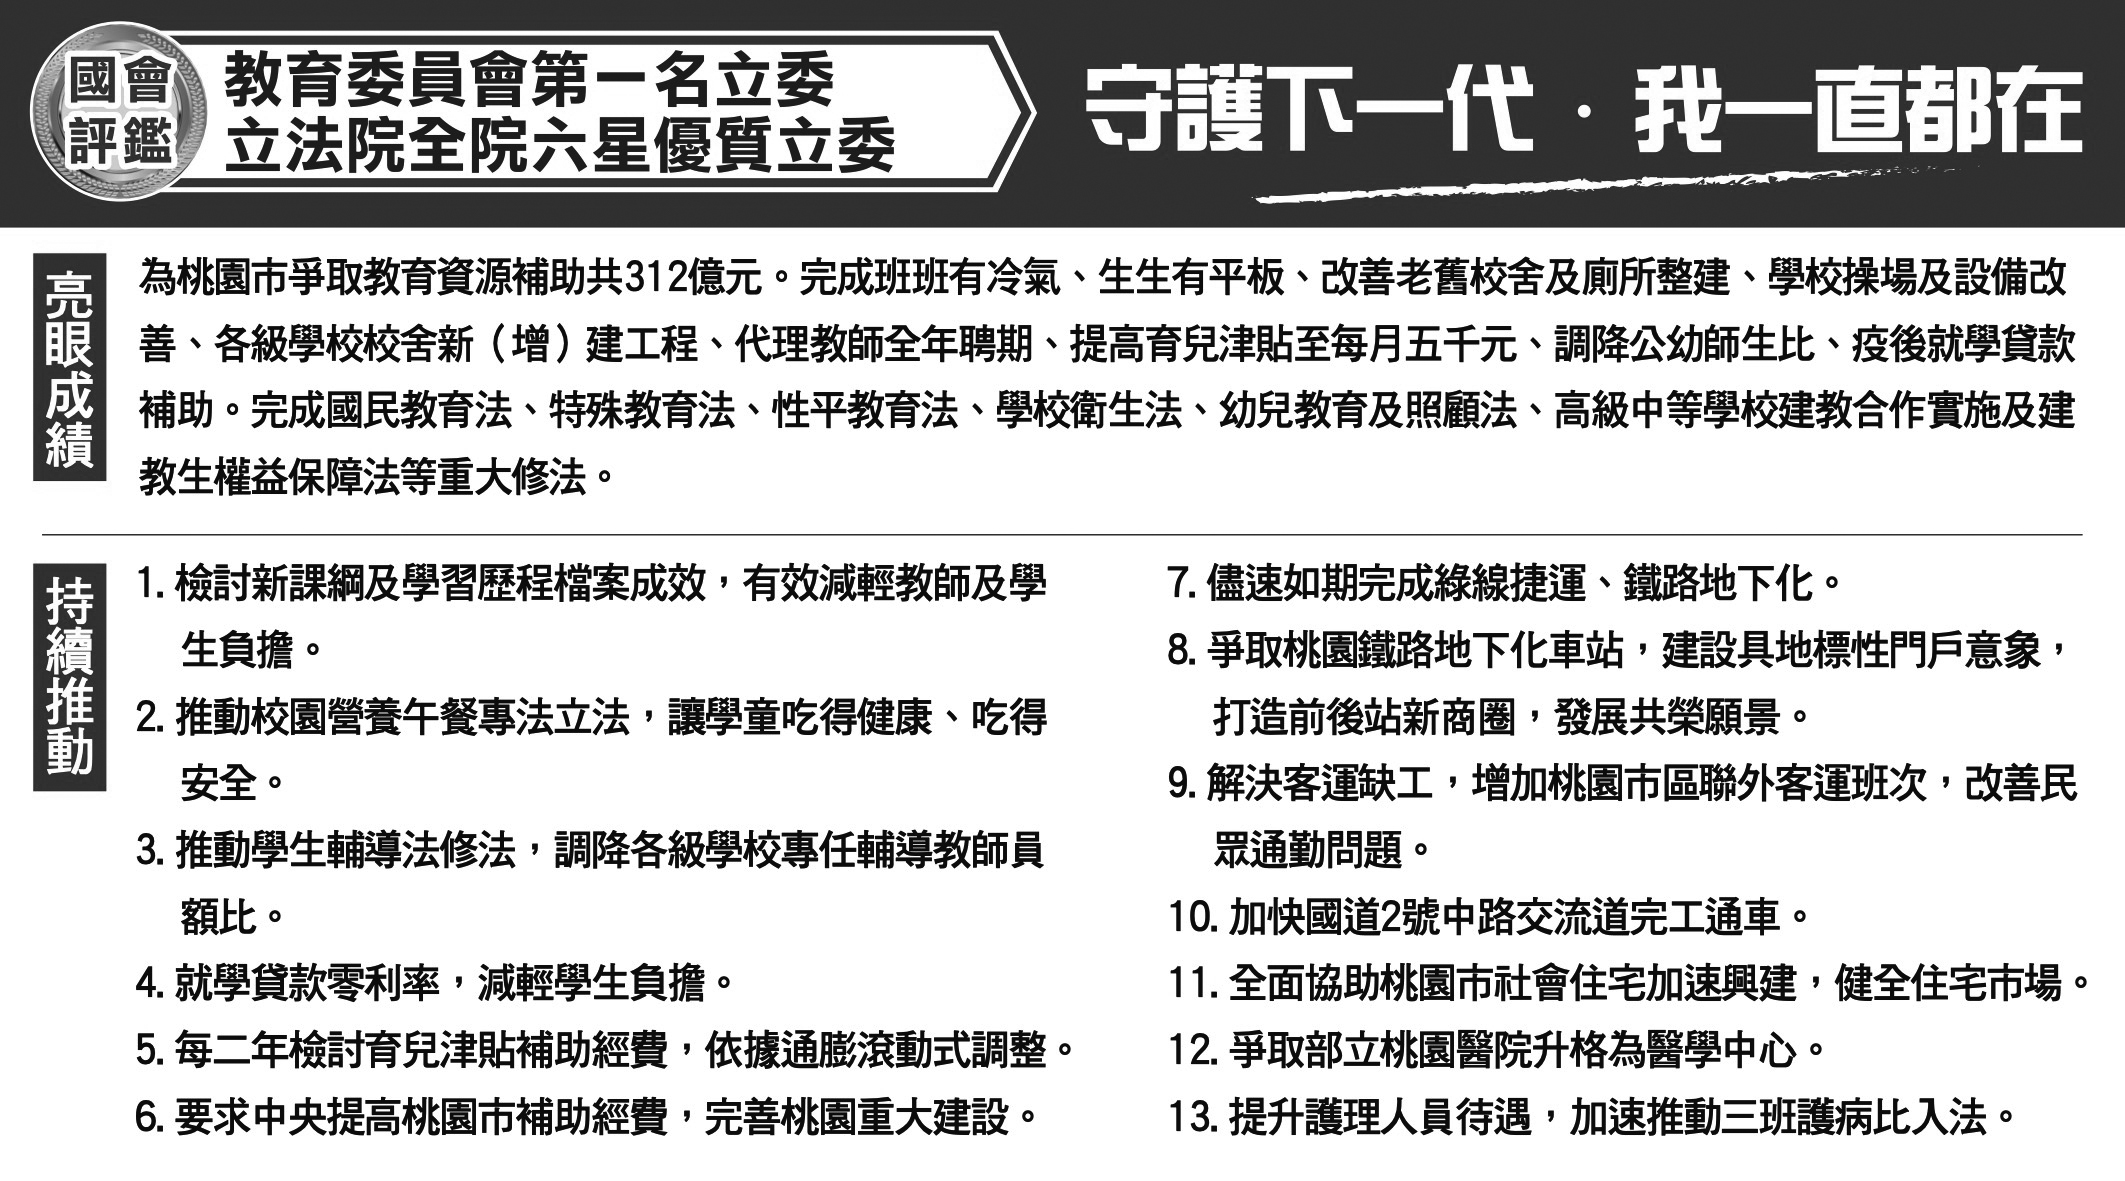 國會
評鑑
教育委員會第一名立委
立法院全院六星優質立委
守護下一代・我一直都在
亮眼成績
為桃園市爭取教育資源補助共312億元。完成班班有冷氣、生生有平板、改善老舊校舍及廁所整建、學校操場及設備改
善、各級學校校舍新（增）建工程、代理教師全年聘期、提高育兒津貼至每月五千元、調降公幼師生比、疫後就學貸款
補助。完成國民教育法、特殊教育法、性平教育法、學校衛生法、幼兒教育及照顧法、高級中等學校建教合作實施及建
教生權益保障法等重大修法。
持續推動
1. 檢討新課綱及學習歷程檔案成效，有效減輕教師及學
生負擔。
2. 推動校園營養午餐專法立法，讓學童吃得健康、吃得
安全。
3. 推動學生輔導法修法，調降各級學校專任輔導教師員
額比。
4. 就學貸款零利率，減輕學生負擔。
5. 每二年檢討育兒津貼補助經費，依據通膨滾動式調整。
6. 要求中央提高桃園市補助經費，完善桃園重大建設。
7. 儘速如期完成綠線捷運、鐵路地下化。
8. 爭取桃園鐵路地下化車站，建設具地標性門戶意象，
打造前後站新商圈，發展共榮願景。
9. 解決客運缺工，增加桃園市區聯外客運班次，改善民
眾通勤問題。
10. 加快國道2號中路交流道完工通車。
11. 全面協助桃園市社會住宅加速興建，健全住宅市場。
12. 爭取部立桃園醫院升格為醫學中心。
13. 提升護理人員待遇，加速推動三班護病比入法。